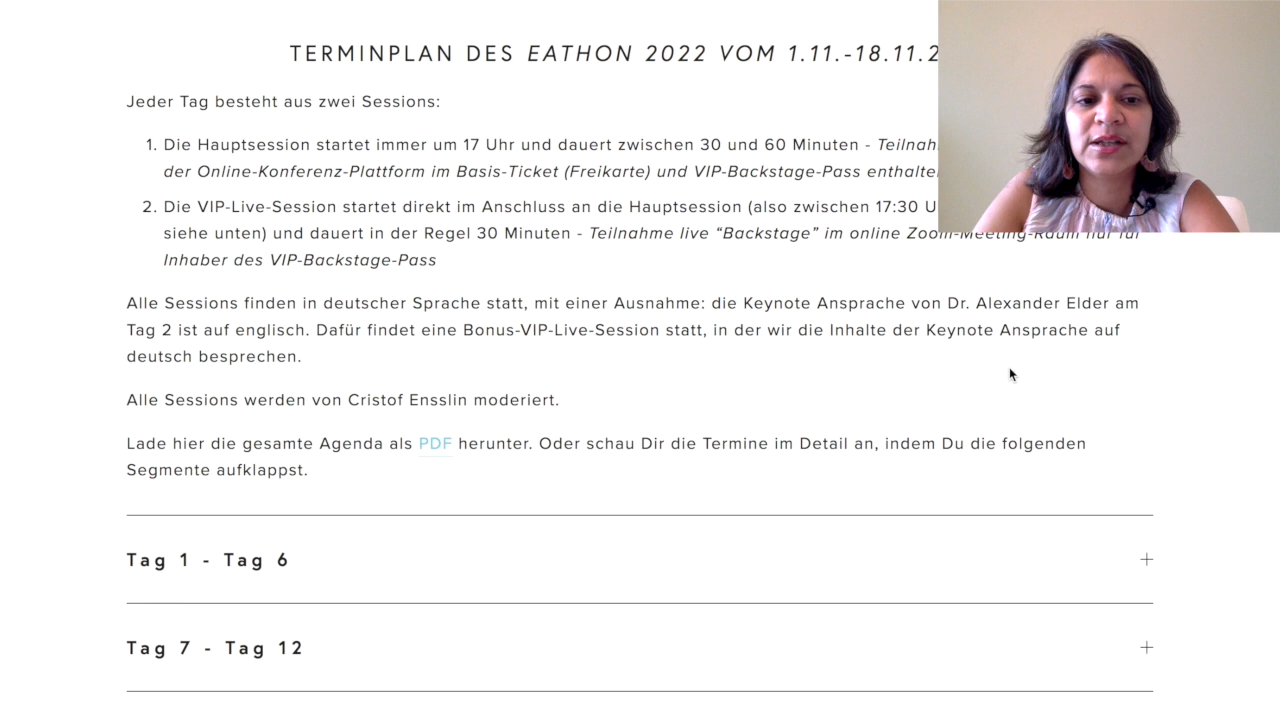 TERMINPLAN DES EATHON 2022 VOM 1.11.-18.11.2
Jeder Tag besteht aus zwei Sessions:
1. Die Hauptsession startet immer um 17 Uhr und dauert zwischen 30 und 60 Minuten -
der Online-Konferenz-Plattform im Basis-Ticket (Freikarte) und VIP-Backstage-Pass
2. Die VIP-Live-Session startet direkt im Anschluss an die Hauptsession (also zwischen 17:30 U
siehe unten) und dauert in der Regel 30 Minuten - Teilnahme live “Backstage” im online Zoom-Meeting-Raum nur für
Inhaber des VIP-Backstage-Pass
Alle Sessions finden in deutscher Sprache statt, mit einer Ausnahme: die Keynote Ansprache von Dr. Alexander Elder am
Tag 2 ist auf englisch. Dafür findet eine Bonus-VIP-Live-Session statt, in der wir die Inhalte der Keynote Ansprache auf
deutsch besprechen.
Alle Sessions werden von Cristof Ensslin moderiert.
Lade hier die gesamte Agenda als PDF herunter. Oder schau Dir die Termine im Detail an, indem Du die folgenden
Segmente aufklappst.
Tag 1 - Tag 6 +
Tag 7 - Tag 12 +